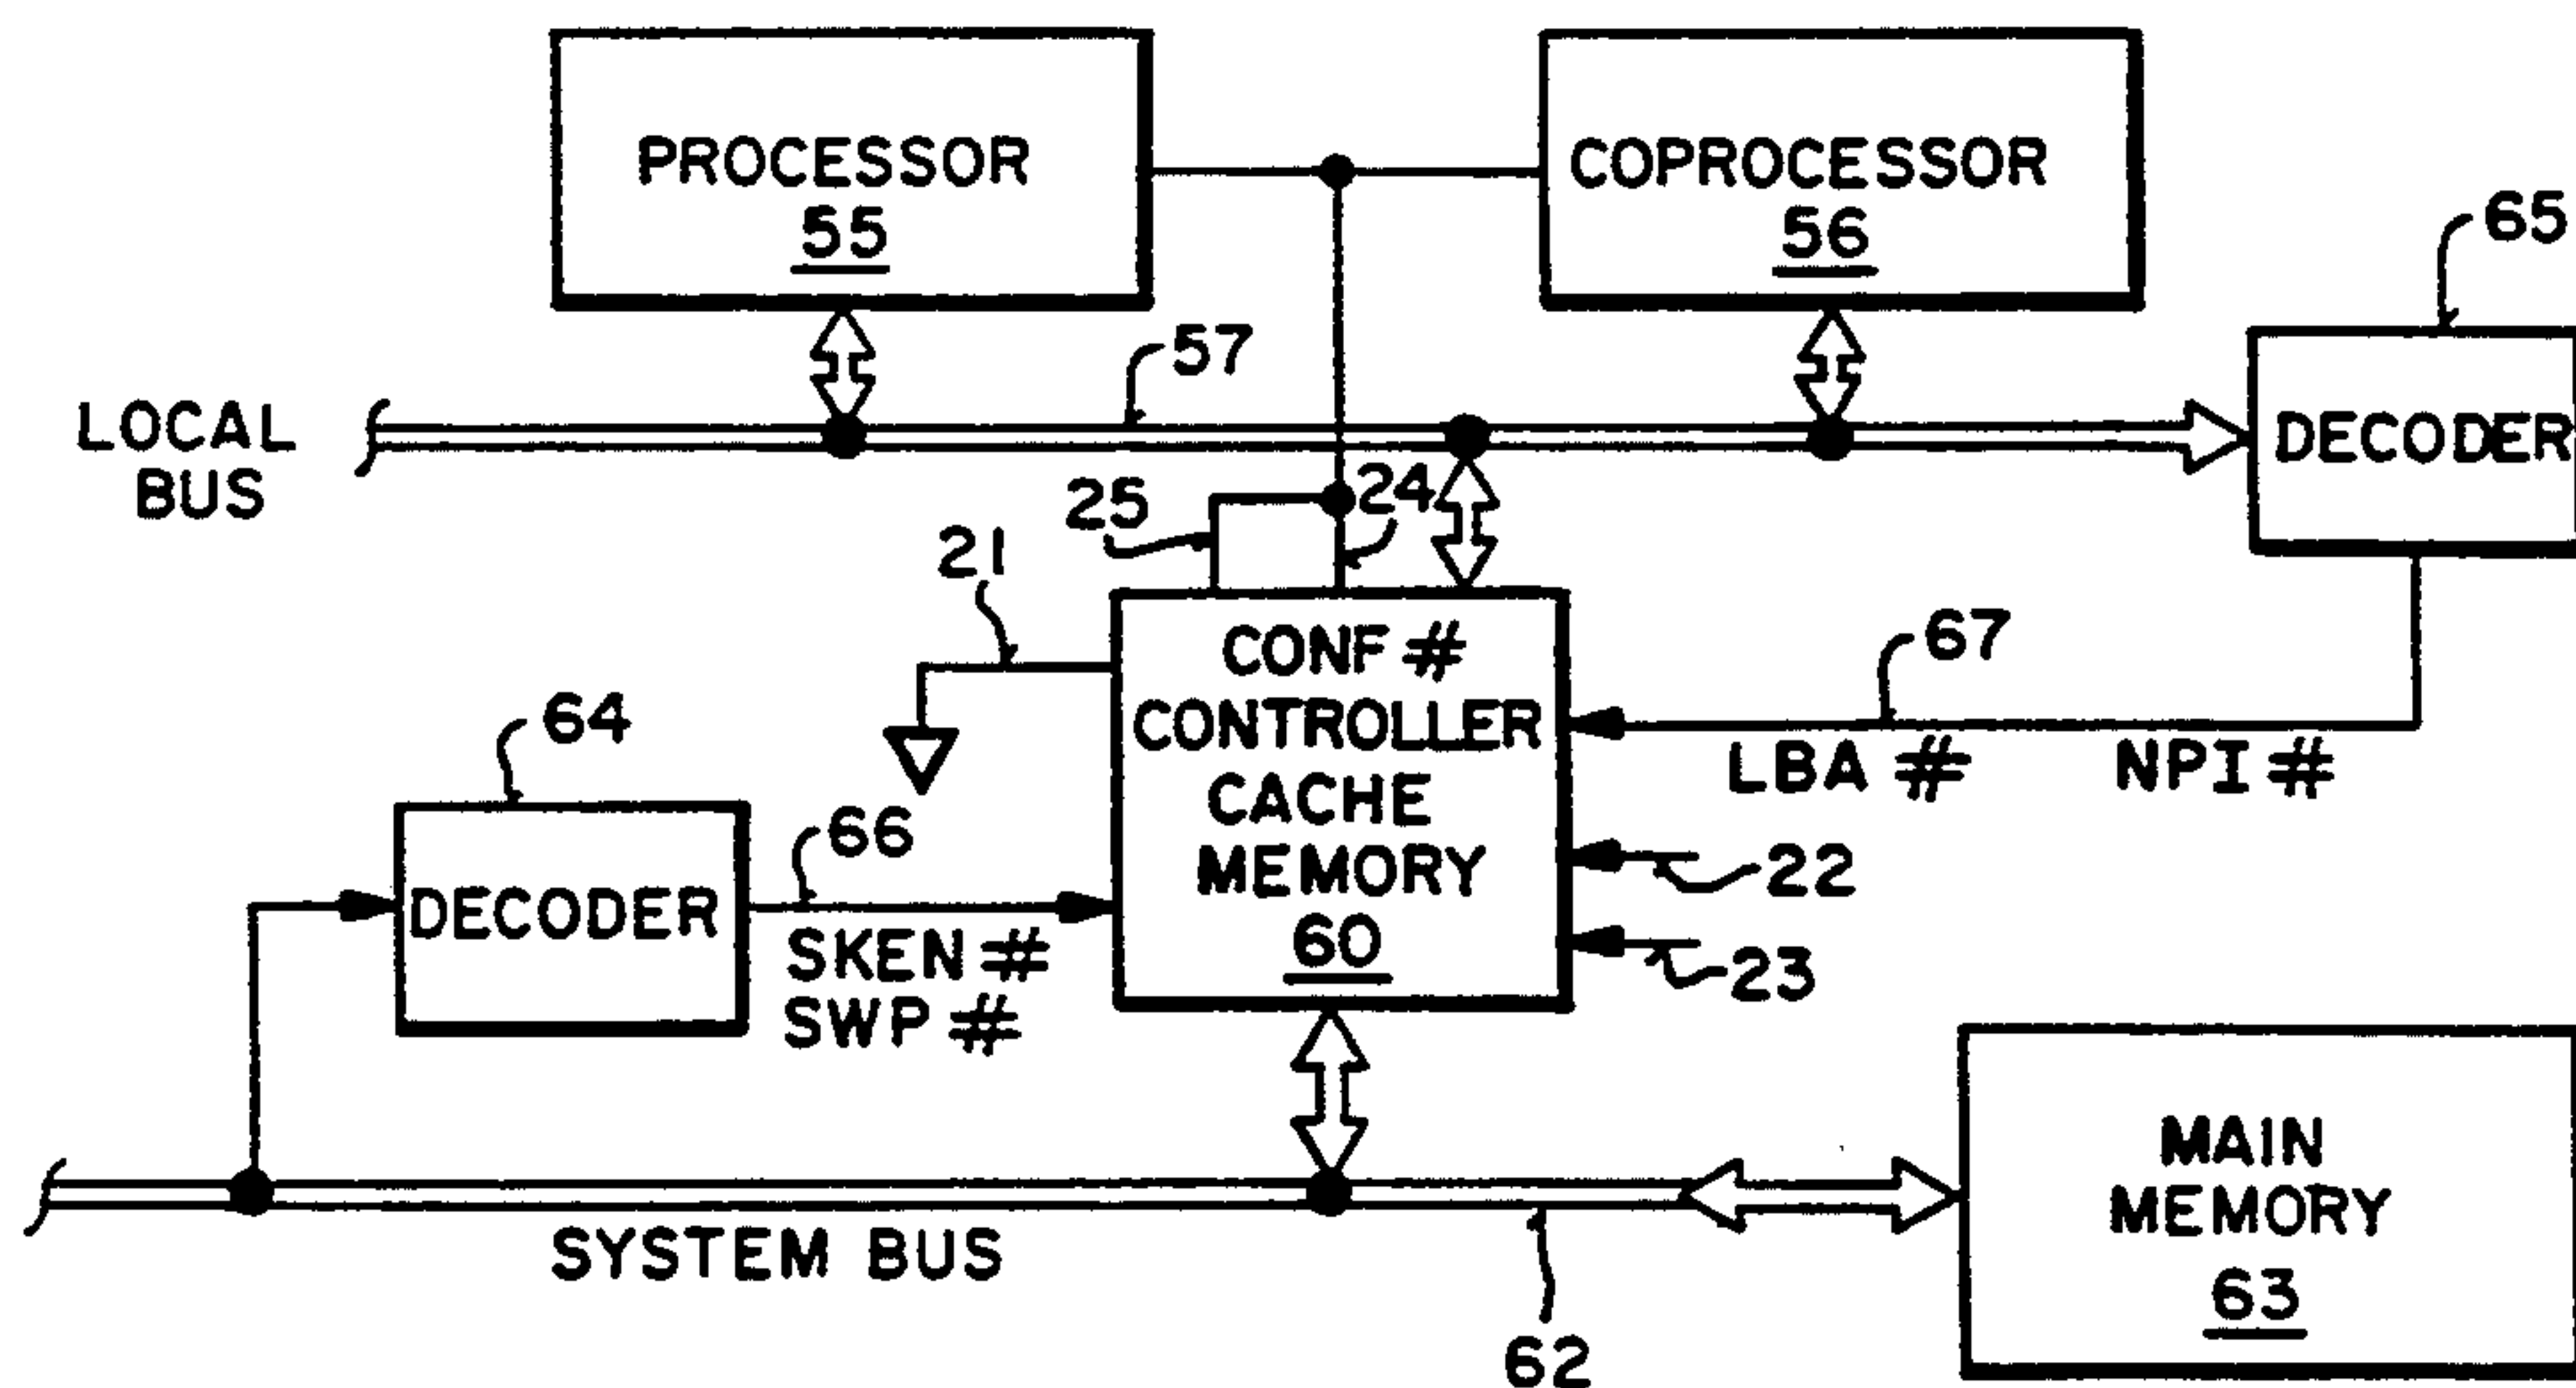 PROCESSOR
55
COPROCESSOR
56
65
57
LOCAL
BUS
DECODER
25
24
21
CONF #
CONTROLLER
CACHE
MEMORY
60
67
LBA # NPI #
64
66
DECODER
SKEN #
SWP #
22
23
MAIN
MEMORY
63
SYSTEM BUS
62